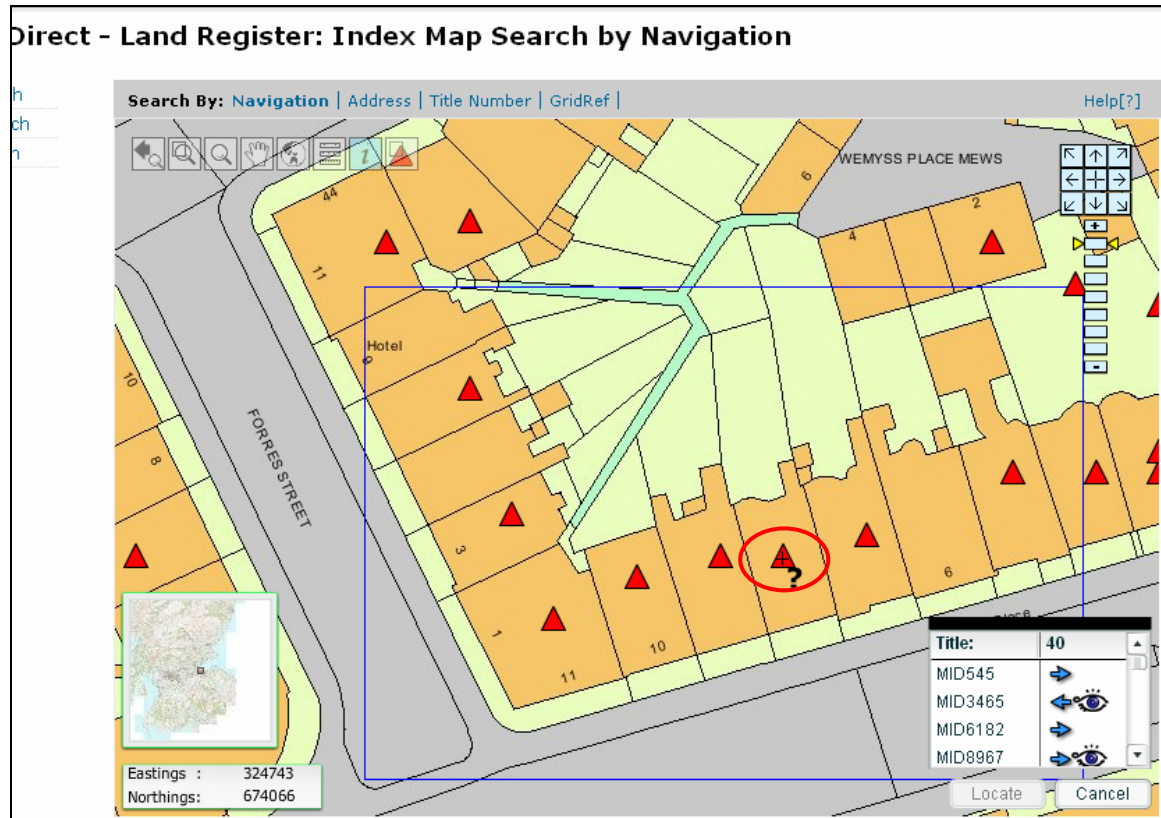 Direct - Land Register: Index Map Search by Navigation
h
ch
n
Search By: Navigation | Address | Title Number | GridRef |
Help[?]
i
WEMYSS PLACE MEWS
44
6
2
4
11
+
Hotel
9
-
10
FORRES STREET
8
3
?
6
1
10
11
Title: 40
MID545
MID3465
MID6182
MID8967
Eastings : 324743
Northings: 674066
Locate
Cancel